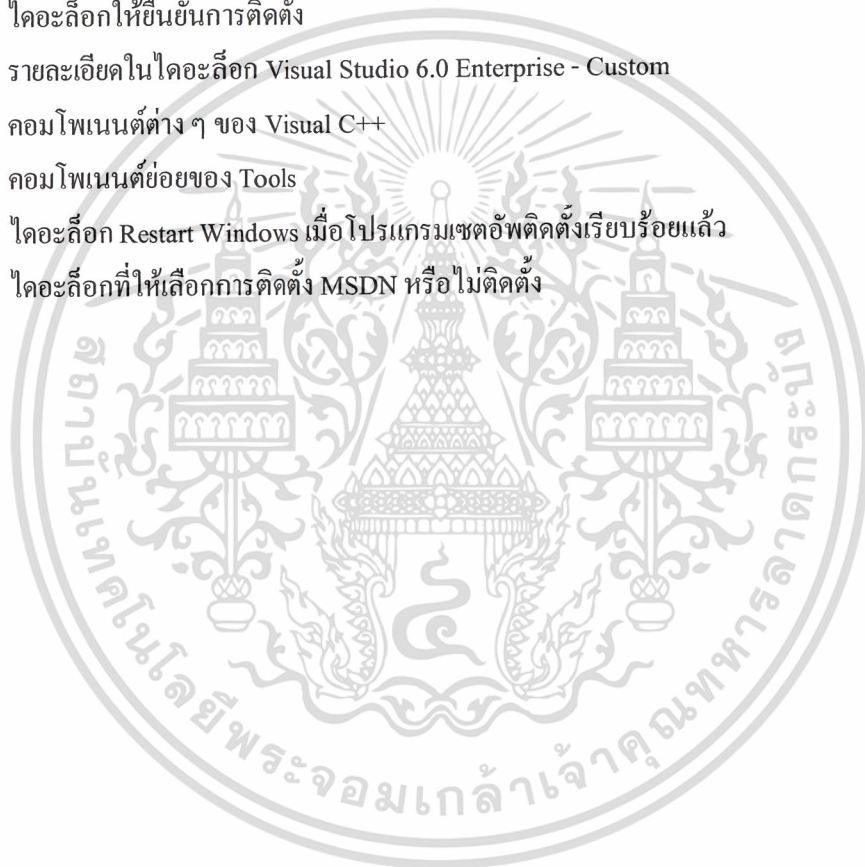 ไดอะล็อกให้ยืนยันการติดตั้ง
รายละเอียดในไดอะล็อก Visual Studio 6.0 Enterprise - Custom
คอมโพเนนต์ต่าง ๆ ของ Visual C++
คอมโพเนนต์ย่อยของ Tools
ไดอะล็อก Restart Windows เมื่อโปรแกรมเซตอัพติดตั้งเรียบร้อยแล้ว
ไดอะล็อกที่ให้เลือกการติดตั้ง MSDN หรือไม่ติดตั้ง
สถาบันเทคโนโลยีพระจอมเกล้าเจ้าคุณทหารลาดกระบัง